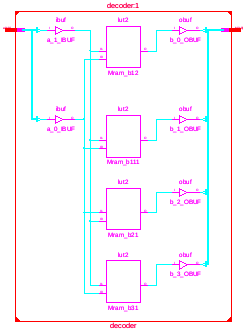 decoder:1
ibuf
a_1_IBUF
lut2
Mram_b12
obuf
b_0_OBUF
ibuf
a_0_IBUF
lut2
Mram_b111
obuf
b_1_OBUF
lut2
Mram_b21
obuf
b_2_OBUF
lut2
Mram_b31
obuf
b_3_OBUF
decoder